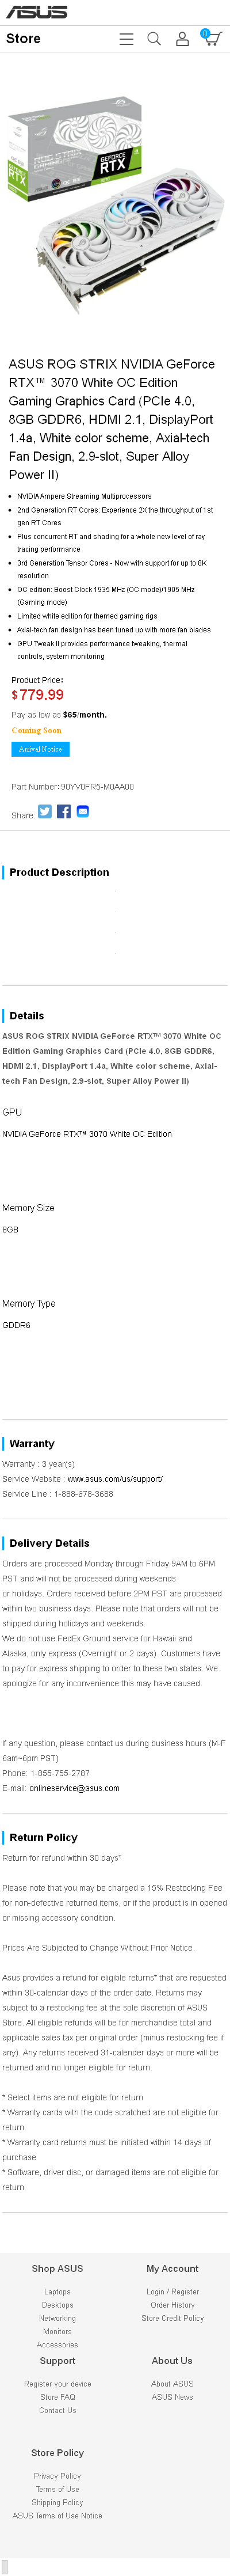 ASUS
Store
0
GEFORCE
RTX
ASUS ROG STRIX NVIDIA GeForce
RTX™ 3070 White OC Edition
Gaming Graphics Card (PCIe 4.0,
8GB GDDR6, HDMI 2.1, DisplayPort
1.4a, White color scheme, Axial-tech
Fan Design, 2.9-slot, Super Alloy
Power II)
• NVIDIA Ampere Streaming Multiprocessors
• 2nd Generation RT Cores: Experience 2X the throughput of 1st
gen RT Cores
• Plus concurrent RT and shading for a whole new level of ray
tracing performance
• 3rd Generation Tensor Cores - Now with support for up to 8K
resolution
• OC edition: Boost Clock 1935 MHz (OC mode)/1905 MHz
(Gaming mode)
• Limited white edition for themed gaming rigs
• Axial-tech fan design has been tuned up with more fan blades
• GPU Tweak II provides performance tweaking, thermal
controls, system monitoring
Product Price:
$779.99
Pay as low as $65/month.
Coming Soon
Arrival Notice
Part Number:90YV0FR5-M0AA00
Share:
Product Description
Details
ASUS ROG STRIX NVIDIA GeForce RTX™ 3070 White OC
Edition Gaming Graphics Card (PCIe 4.0, 8GB GDDR6,
HDMI 2.1, DisplayPort 1.4a, White color scheme, Axial-
tech Fan Design, 2.9-slot, Super Alloy Power II)
GPU
NVIDIA GeForce RTX™ 3070 White OC Edition
Memory Size
8GB
Memory Type
GDDR6
Warranty
Warranty : 3 year(s)
Service Website : www.asus.com/us/support/
Service Line : 1-888-678-3688
Delivery Details
Orders are processed Monday through Friday 9AM to 6PM
PST and will not be processed during weekends
or holidays. Orders received before 2PM PST are processed
within two business days. Please note that orders will not be
shipped during holidays and weekends.
We do not use FedEx Ground service for Hawaii and
Alaska, only express (Overnight or 2 days). Customers have
to pay for express shipping to order to these two states. We
apologize for any inconvenience this may have caused.
If any question, please contact us during business hours (M-F
6am~6pm PST)
Phone: 1-855-755-2787
E-mail: onlineservice@asus.com
Return Policy
Return for refund within 30 days*
Please note that you may be charged a 15% Restocking Fee
for non-defective returned items, or if the product is in opened
or missing accessory condition.
Prices Are Subjected to Change Without Prior Notice.
Asus provides a refund for eligible returns* that are requested
within 30-calendar days of the order date. Returns may
subject to a restocking fee at the sole discretion of ASUS
Store. All eligible refunds will be for merchandise total and
applicable sales tax per original order (minus restocking fee if
any). Any returns received 31-calender days or more will be
returned and no longer eligible for return.
* Select items are not eligible for return
* Warranty cards with the code scratched are not eligible for
return
* Warranty card returns must be initiated within 14 days of
purchase
* Software, driver disc, or damaged items are not eligible for
return
Shop ASUS
Laptops
Desktops
Networking
Monitors
Accessories
My Account
Login / Register
Order History
Store Credit Policy
Support
Register your device
Store FAQ
Contact Us
About Us
About ASUS
ASUS News
Store Policy
Privacy Policy
Terms of Use
Shipping Policy
ASUS Terms of Use Notice